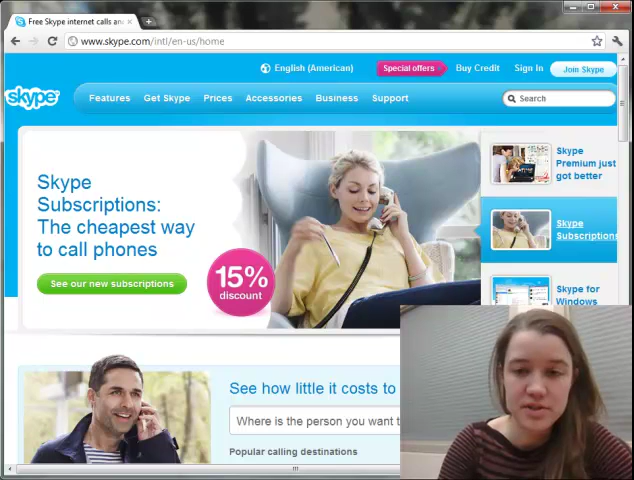 Free Skype internet calls an
www.skype.com/intl/en-us/home
English (American)
Special offers
Buy Credit
Sign In
Join Skype
skype
Features
Get Skype
Prices
Accessories
Business
Support
Search
Skype
Subscriptions:
The cheapest way
to call phones
See our new subscriptions
15%
discount
Skype
Premium just
got better
Skype
Subscriptions
Skype for
Windows
See how little it costs to
Where is the person you want t
Popular calling destinations